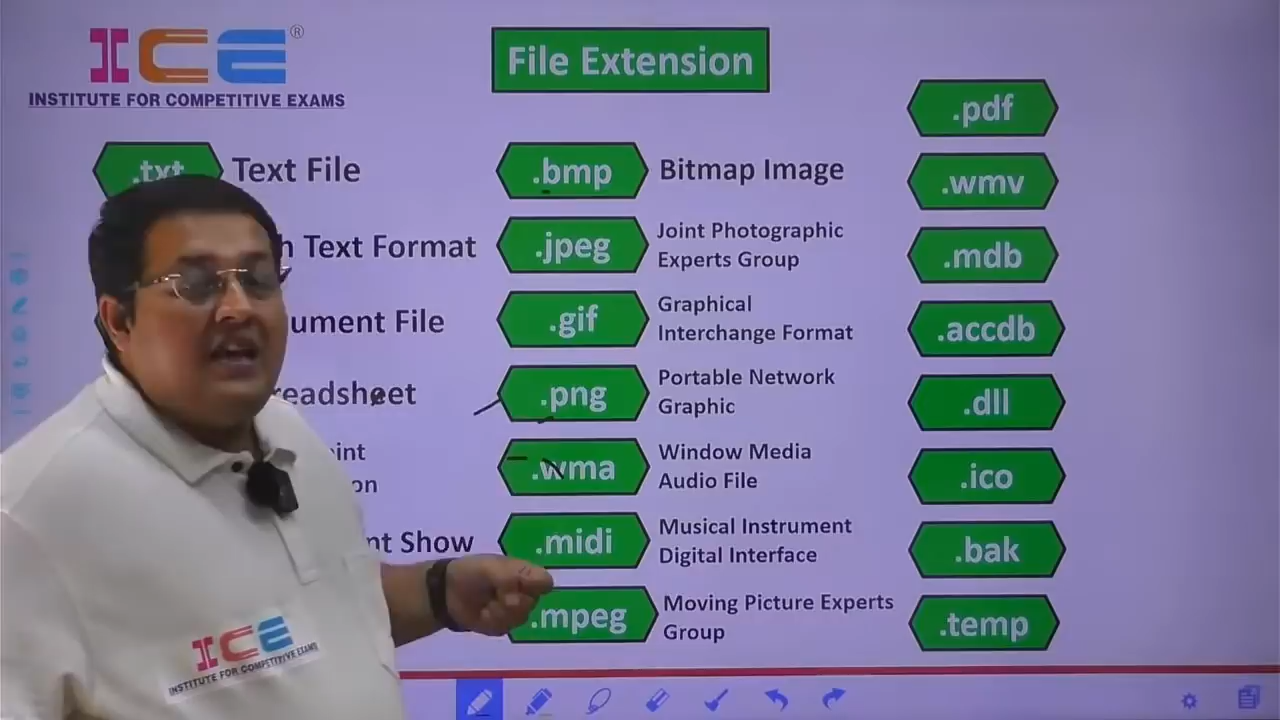 ICE®
INSTITUTE FOR COMPETITIVE EXAMS
File Extension
.txt
Text File
Text Format
File
int
on
Show
.bmp
Bitmap Image
.jpeg
Joint Photographic
Experts Group
.gif
Graphical
Interchange Format
.png
Portable Network
Graphic
.wma
Window Media
Audio File
.midi
Musical Instrument
Digital Interface
.mpeg
Moving Picture Experts
Group
.pdf
.wmv
.mdb
.accdb
.dll
.ico
.bak
.temp
ICE
INSTITUTE FOR COMPETITIVE EXAMS